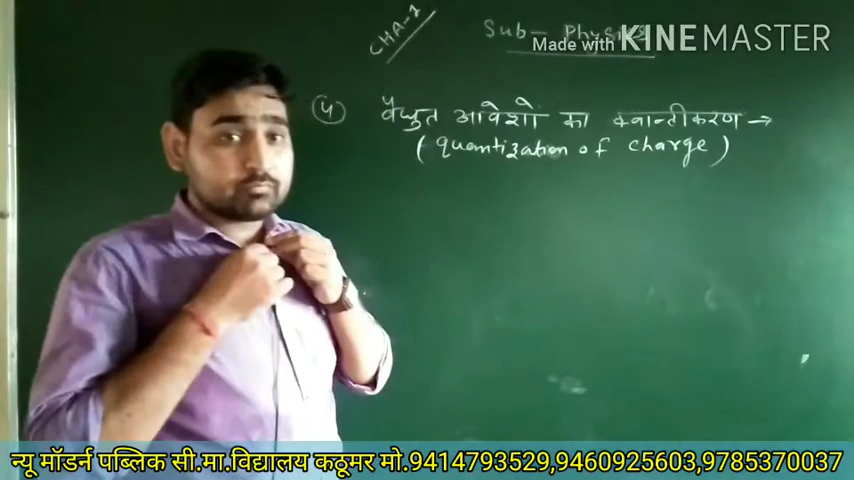 CHA-1
Sub - Physics
Made with KINEMASTER
(4) वैद्युत आवेशो का क्वान्टीकरण →
(quantization of charge)
न्यू मॉडर्न पब्लिक सी.मा.विद्यालय कठूमर मो.9414793529,9460925603,9785370037